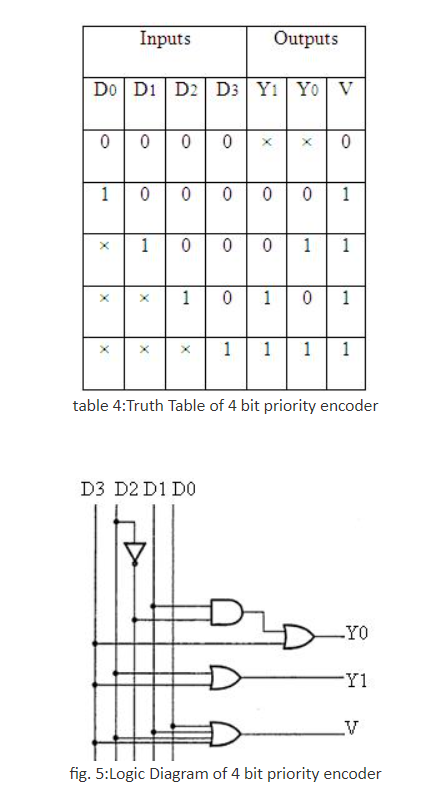 Inputs Outputs
D0 D1 D2 D3 Y1 Y0 V
0 0 0 0 × × 0
1 0 0 0 0 0 1
× 1 0 0 0 1 1
× × 1 0 1 0 1
× × × 1 1 1 1
table 4:Truth Table of 4 bit priority encoder
D3 D2 D1 D0
Y0
Y1
V
fig. 5:Logic Diagram of 4 bit priority encoder